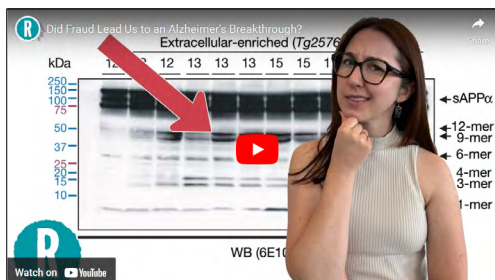 R
Did Fraud Lead Us to an Alzheimer's Breakthrough?
Share
Extracellular-enriched (Tg2576
kDa
12 12 13 13 13 15 15
250
150
100
75
50
37
25
20
15
10
sAPPα
12-mer
9-mer
6-mer
4-mer
3-mer
1-mer
WB (6E10
R
Watch on YouTube